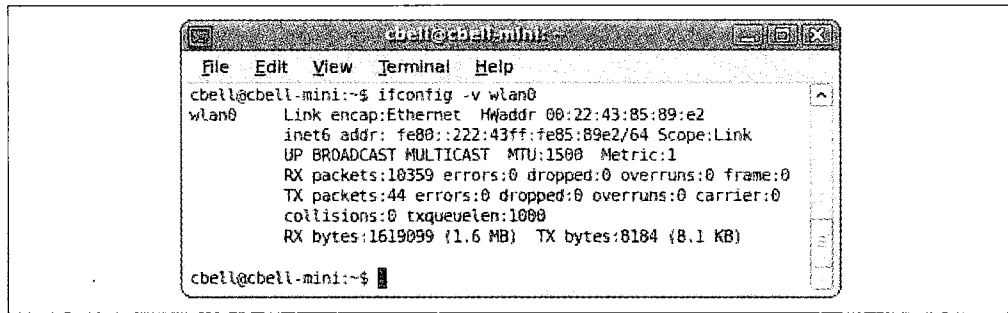 cbell@cbell-mini: ~
File Edit View Terminal Help
cbell@cbell-mini:~$ ifconfig -v wlan0
wlan0 Link encap:Ethernet HWaddr 00:22:43:85:89:e2
inet6 addr: fe80::222:43ff:fe85:89e2/64 Scope:Link
UP BROADCAST MULTICAST MTU:1500 Metric:1
RX packets:10359 errors:0 dropped:0 overruns:0 frame:0
TX packets:44 errors:0 dropped:0 overruns:0 carrier:0
collisions:0 txqueuelen:1000
RX bytes:1619099 (1.6 MB) TX bytes:8184 (8.1 KB)
cbell@cbell-mini:~$